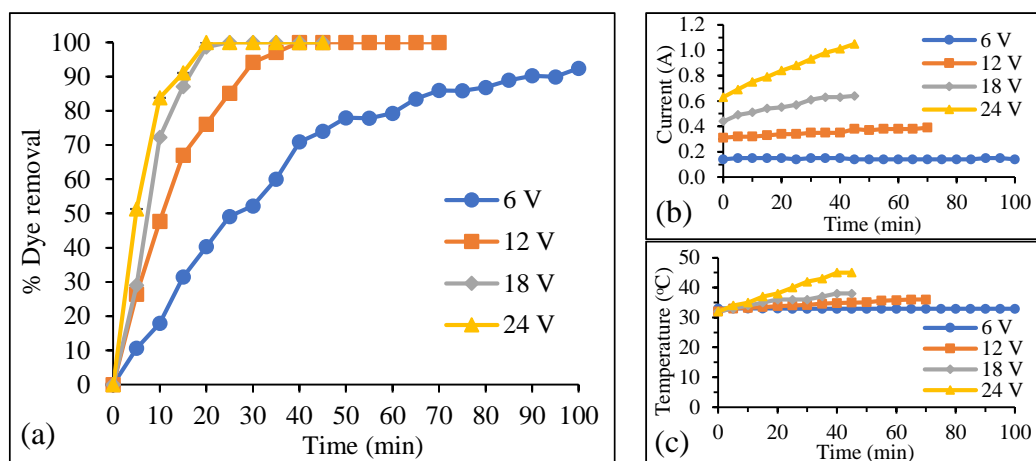 100
90
80
70
60
50
40
30
20
10
0
% Dye removal
6 V
12 V
18 V
24 V
0 10 20 30 40 50 60 70 80 90 100
Time (min)
(a)
1.2
1.0
0.8
0.6
0.4
0.2
0.0
Current (A)
6 V
12 V
18 V
24 V
0 20 40 60 80 100
Time (min)
(b)
50
40
30
20
10
0
Temperature (°C)
6 V
12 V
18 V
24 V
0 20 40 60 80 100
Time (min)
(c)